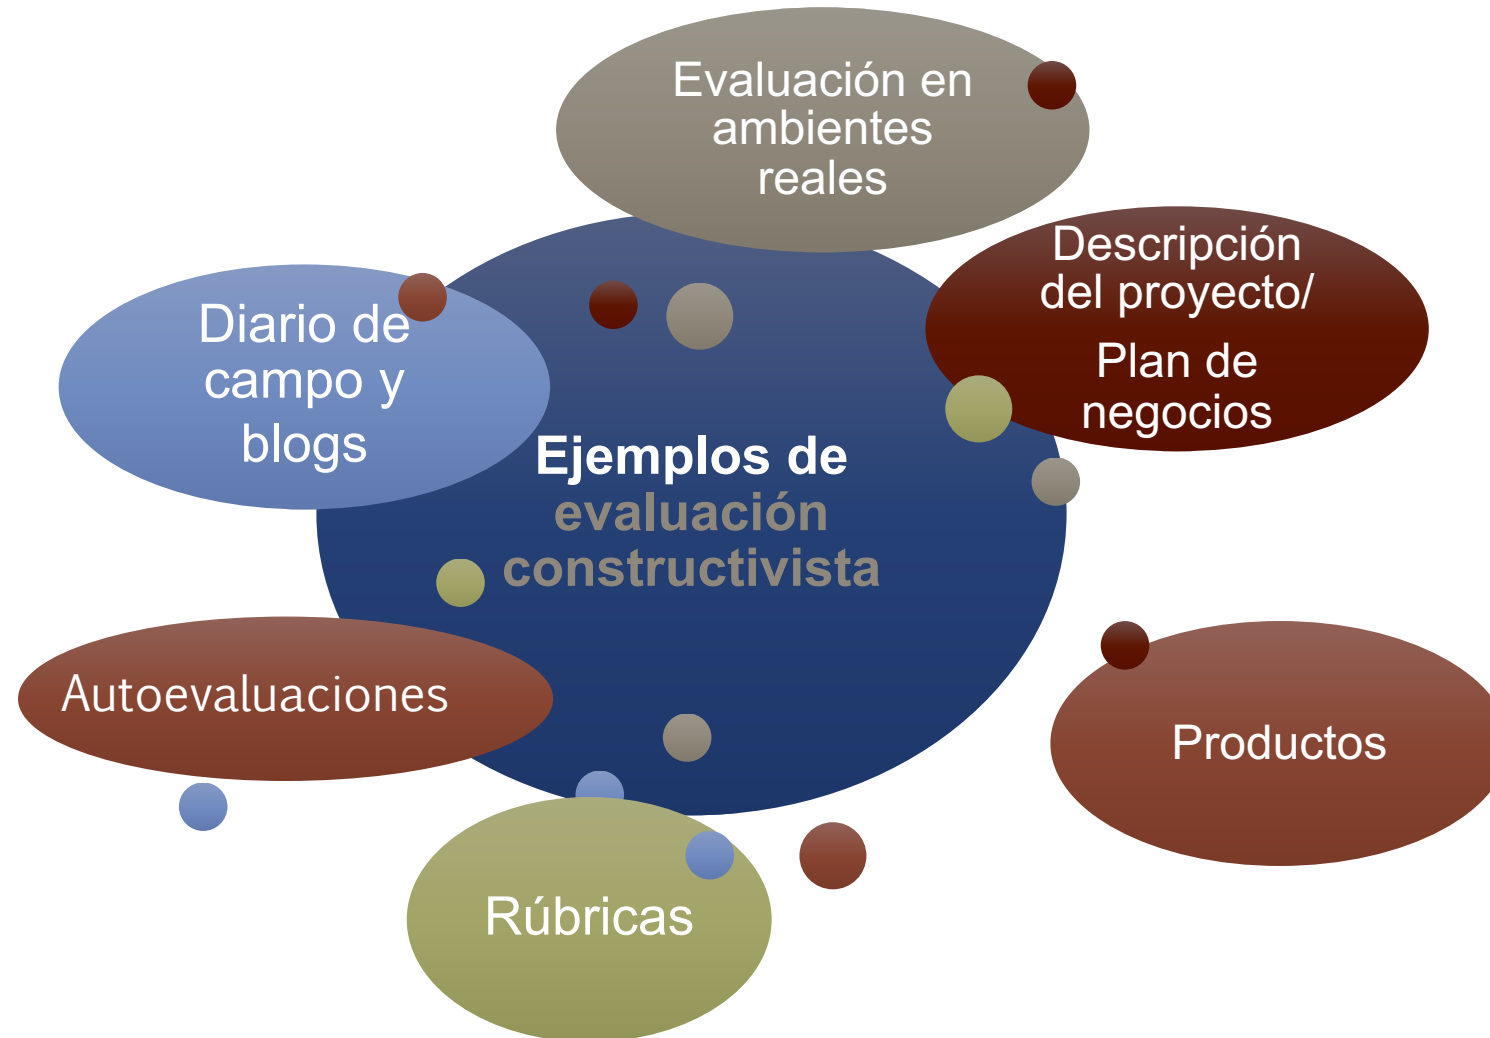 Evaluación en
ambientes
reales
Descripción
del proyecto/
Plan de
negocios
Diario de
campo y
blogs
Ejemplos de
evaluación
constructivista
Autoevaluaciones
Productos
Rúbricas